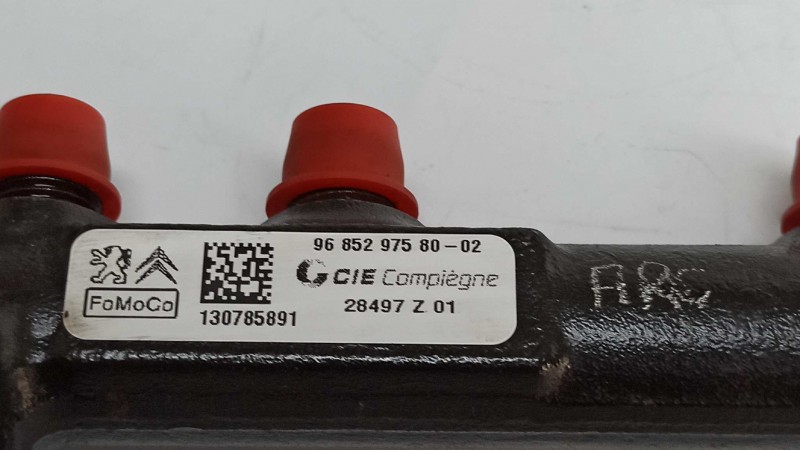 96 852 975 80-02
CIE Compiègne
FoMoCo
130785891
28497 Z 01